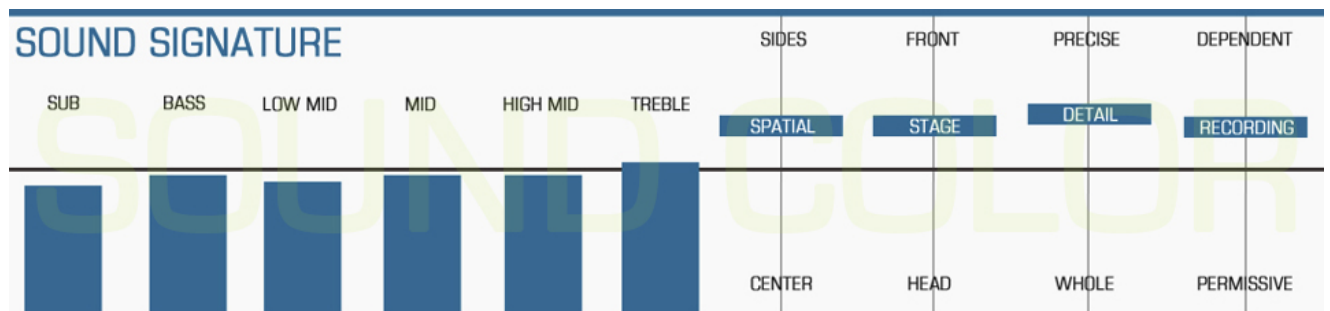 SOUND SIGNATURE
SIDES FRONT PRECISE DEPENDENT
SUB BASS LOW MID MID HIGH MID TREBLE
SPATIAL STAGE DETAIL RECORDING
SOUND COLOR
CENTER HEAD WHOLE PERMISSIVE